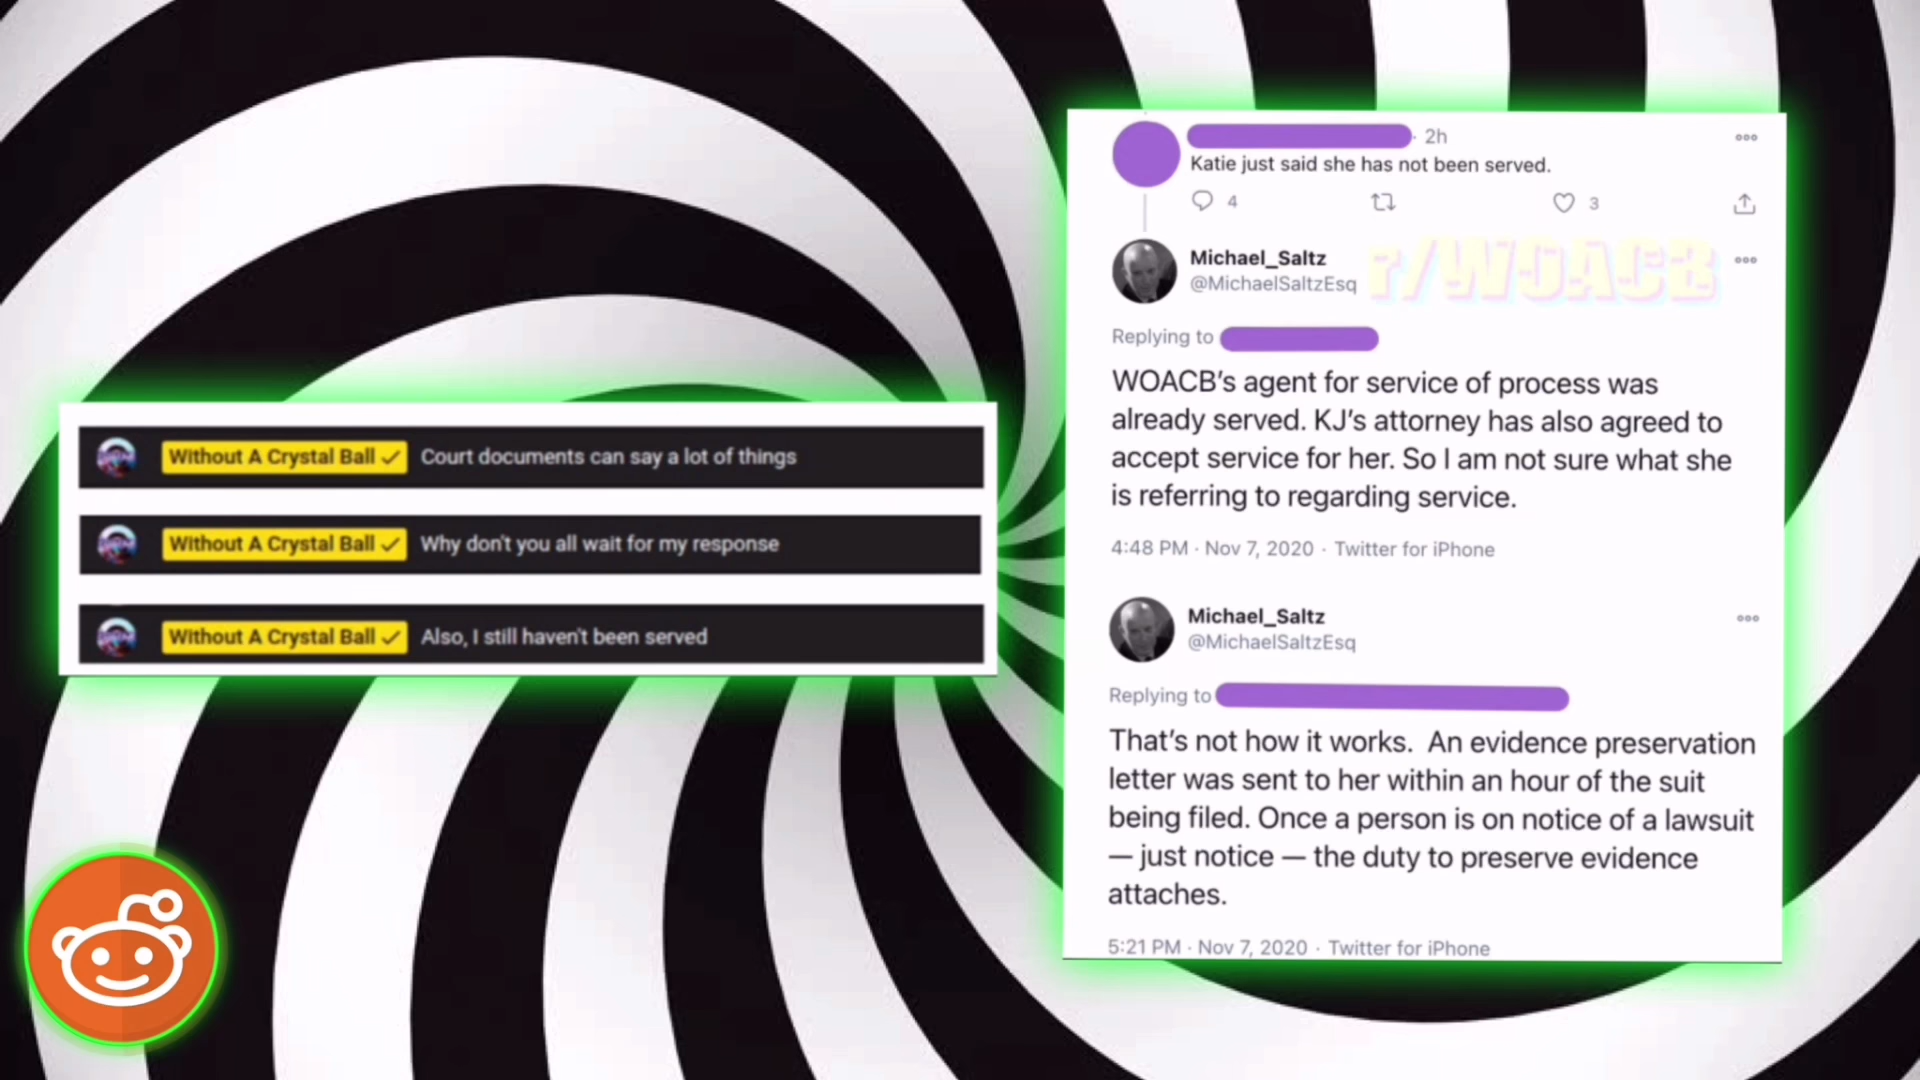 Without A Crystal Ball ✓ Court documents can say a lot of things
Without A Crystal Ball ✓ Why don't you all wait for my response
Without A Crystal Ball ✓ Also, I still haven't been served
· 2h
Katie just said she has not been served.
4 3
Michael_Saltz
@MichaelSaltzEsq
r/WOACB
Replying to
WOACB's agent for service of process was
already served. KJ's attorney has also agreed to
accept service for her. So I am not sure what she
is referring to regarding service.
4:48 PM · Nov 7, 2020 · Twitter for iPhone
Michael_Saltz
@MichaelSaltzEsq
Replying to
That's not how it works. An evidence preservation
letter was sent to her within an hour of the suit
being filed. Once a person is on notice of a lawsuit
— just notice — the duty to preserve evidence
attaches.
5:21 PM · Nov 7, 2020 · Twitter for iPhone